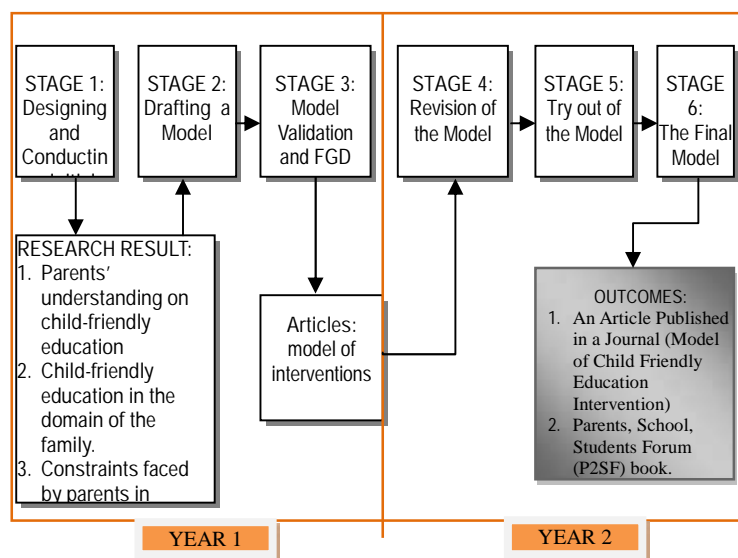 STAGE 1:
Designing
and
Conductin
STAGE 2:
Drafting a
Model
STAGE 3:
Model
Validation
and FGD
STAGE 4:
Revision of
the Model
STAGE 5:
Try out of
the Model
STAGE
6:
The Final
Model
RESEARCH RESULT:
1. Parents’
understanding on
child-friendly
education
2. Child-friendly
education in the
domain of the
family.
3. Constraints faced
by parents in
Articles:
model of
interventions
OUTCOMES:
1. An Article Published
in a Journal (Model
of Child Friendly
Education
Intervention)
2. Parents, School,
Students Forum
(P2SF) book.
YEAR 1
YEAR 2